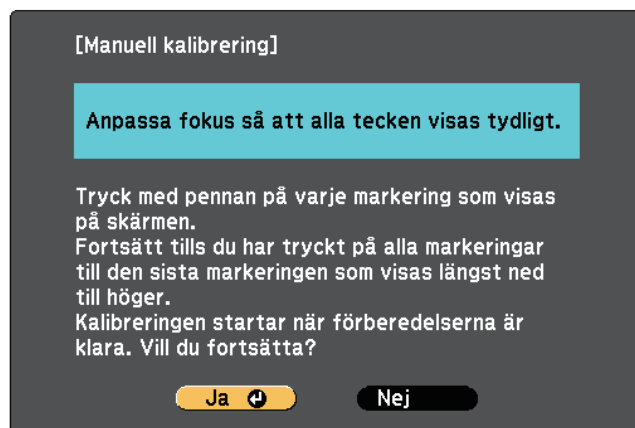 [Manuell kalibrering]
Anpassa fokus så att alla tecken visas tydligt.
Tryck med pennan på varje markering som visas
på skärmen.
Fortsätt tills du har tryckt på alla markeringar
till den sista markeringen som visas längst ned
till höger.
Kalibreringen startar när förberedelserna är
klara. Vill du fortsätta?
Ja Nej